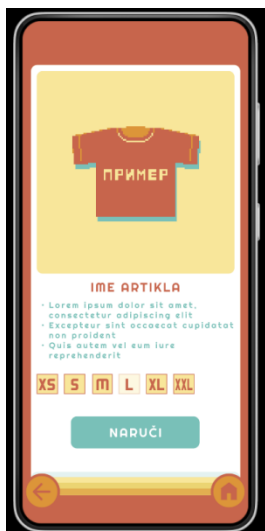 ПРИМЕР
IME ARTIKLA
• Lorem ipsum dolor sit amet,
consectetur adipiscing elit
• Excepteur sint occaecat cupidatat
non proident
• Quis autem vel eum iure
reprehenderit
XS S M L XL XXL
NARUČI